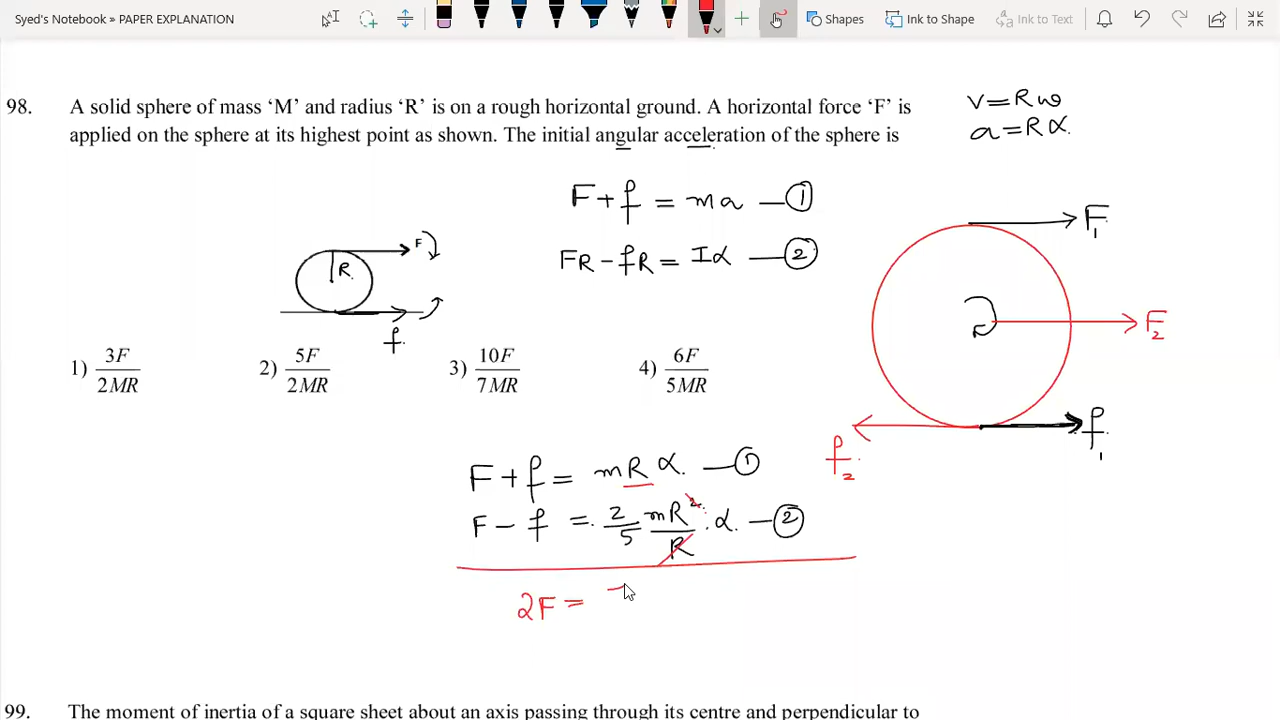 Syed's Notebook » PAPER EXPLANATION
Shapes
Ink to Shape
Ink to Text
98. A solid sphere of mass ‘M’ and radius ‘R’ is on a rough horizontal ground. A horizontal force ‘F’ is
applied on the sphere at its highest point as shown. The initial angular acceleration of the sphere is
v = Rω
a = Rα.
F + f = ma — ①
FR - fR = Iα — ②
F
R
f
F₁
F₂
f₁
f₂
1) 3F/2MR 2) 5F/2MR 3) 10F/7MR 4) 6F/5MR
F + f = mRα. — ①
F - f = 2/5 mR²/R . α. — ②
2F =
99. The moment of inertia of a square sheet about an axis passing through its centre and perpendicular to